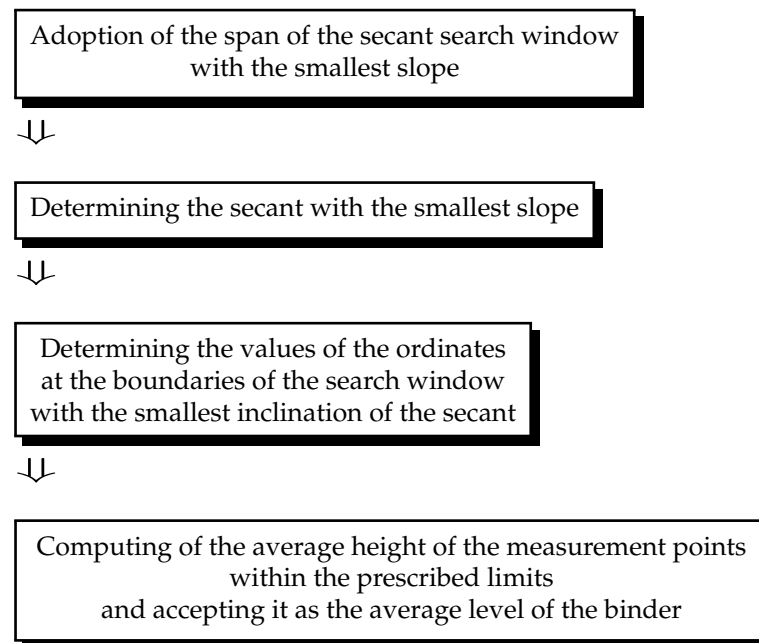 Adoption of the span of the secant search window
with the smallest slope
Determining the secant with the smallest slope
Determining the values of the ordinates
at the boundaries of the search window
with the smallest inclination of the secant
Computing of the average height of the measurement points
within the prescribed limits
and accepting it as the average level of the binder